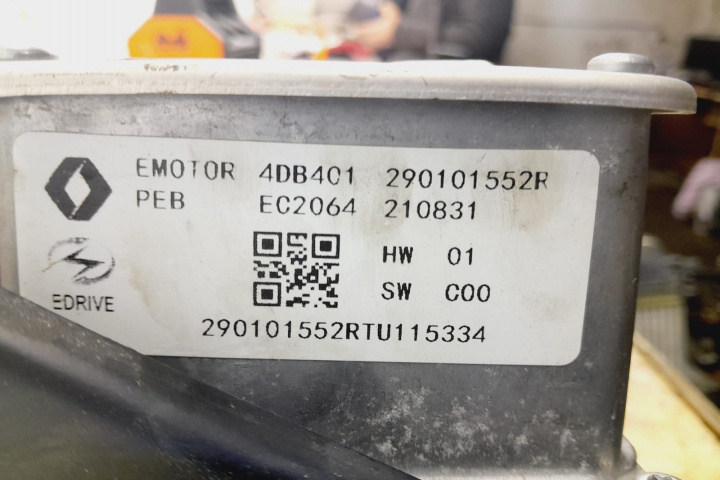 EMOTOR 4DB401 290101552R
PEB EC2064 210831
HW 01
SW C00
EDRIVE
290101552RTU115334